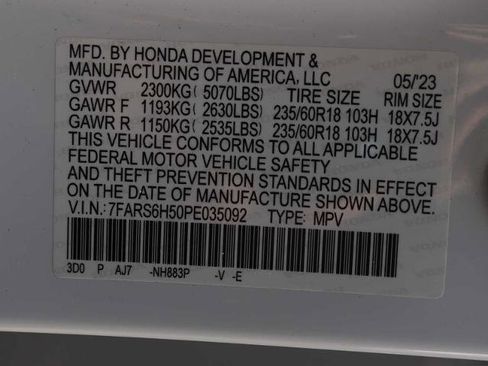 MFD. BY HONDA DEVELOPMENT &
MANUFACTURING OF AMERICA, LLC 05/'23
GVWR 2300KG (5070LBS) TIRE SIZE RIM SIZE
GAWR F 1193KG (2630LBS) 235/60R18 103H 18X7.5J
GAWR R 1150KG (2535LBS) 235/60R18 103H 18X7.5J
THIS VEHICLE CONFORMS TO ALL APPLICABLE
FEDERAL MOTOR VEHICLE SAFETY
AND THEFT PREVENTION STANDARDS IN EFFECT
ON THE DATE OF MANUFACTURE SHOWN ABOVE.
V.I.N.: 7FARS6H50PE035092 TYPE: MPV
3D0 P AJ7 -NH883P -V -E